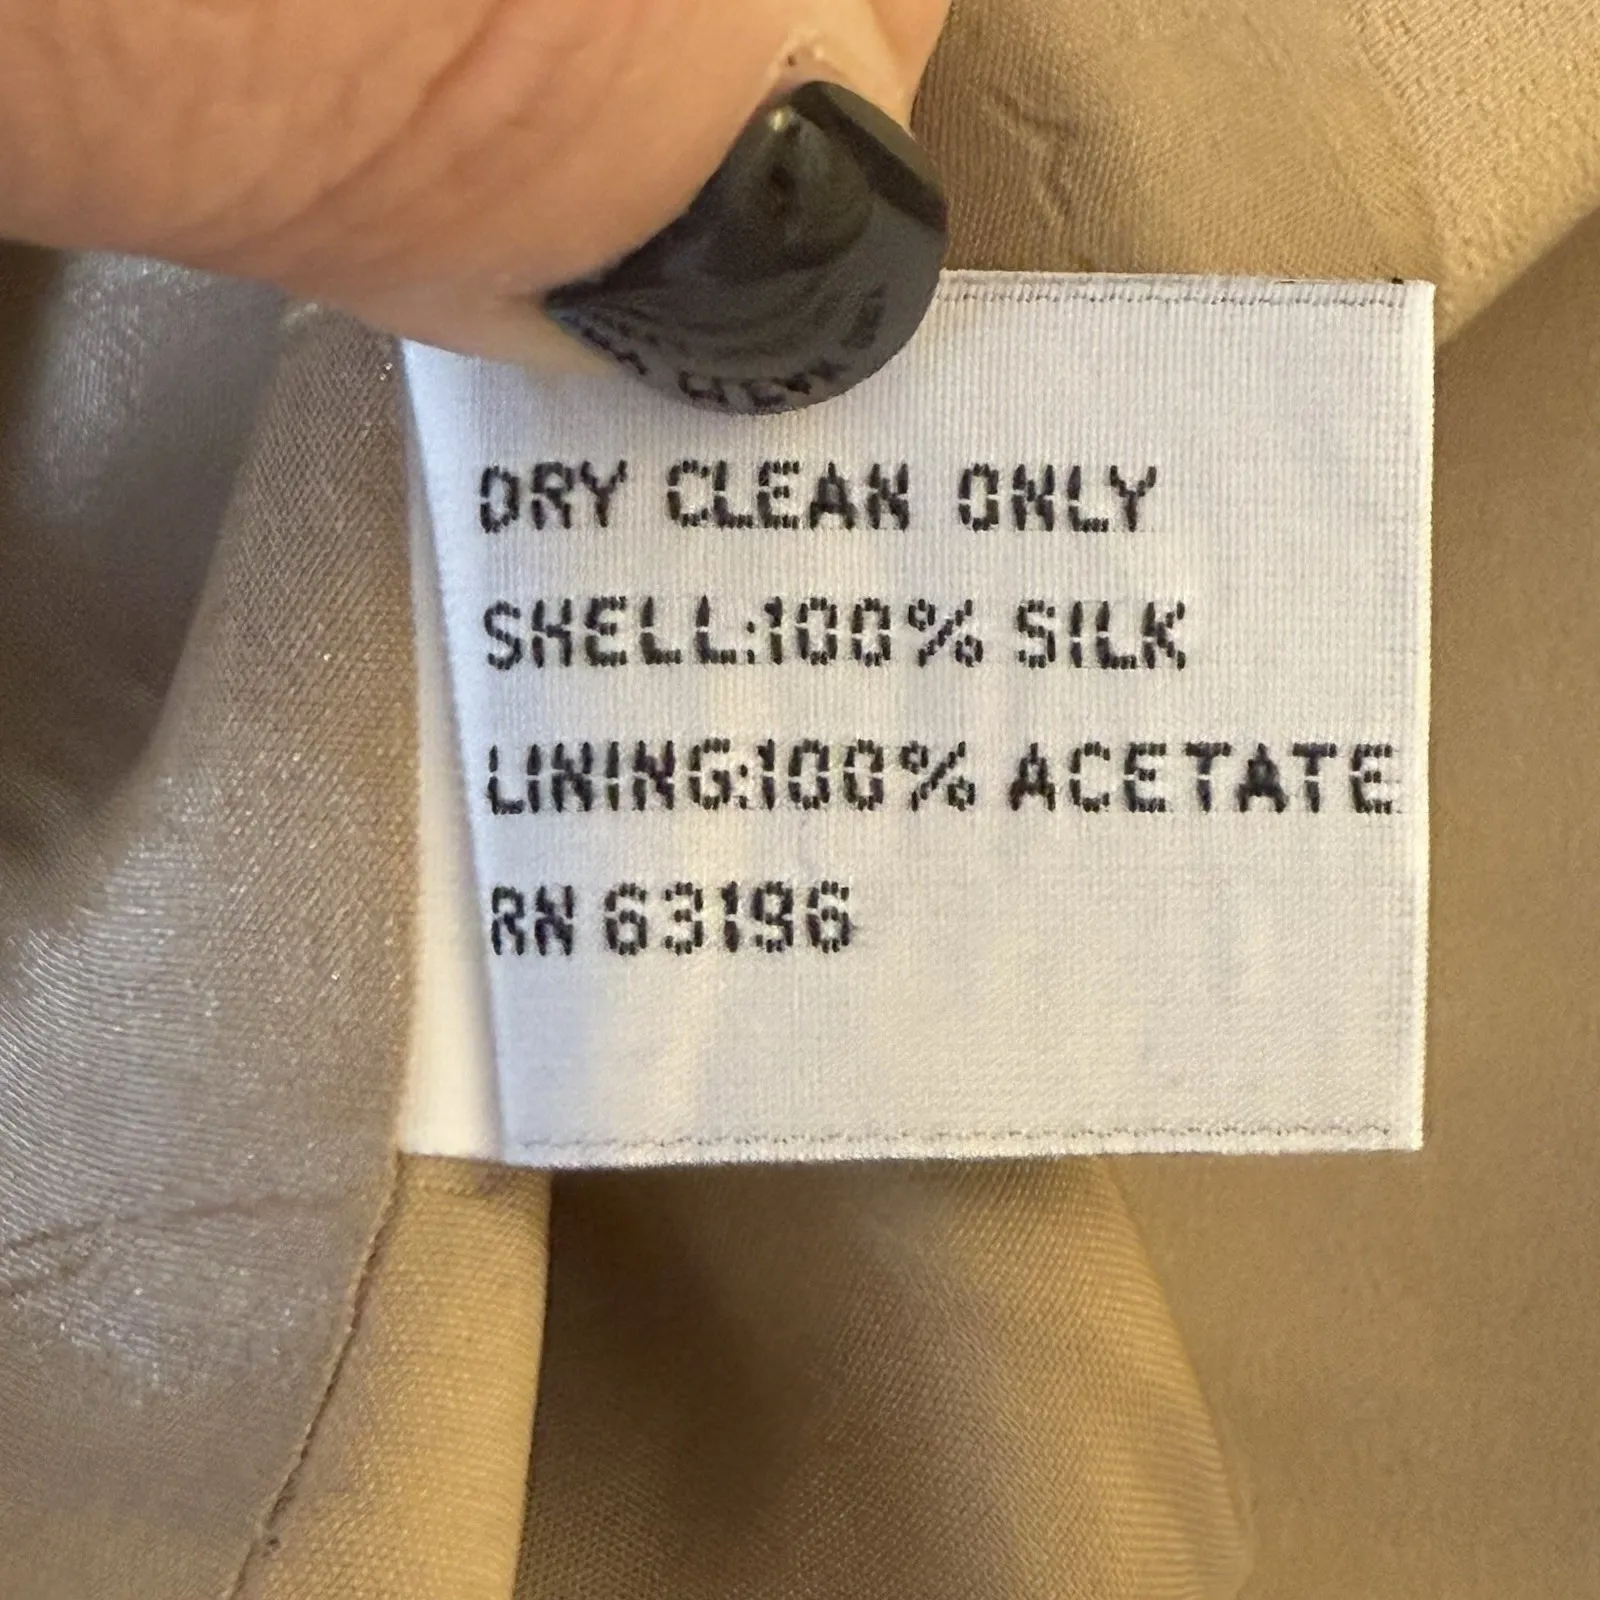 DRY CLEAN ONLY
SHELL:100% SILK
LINING:100% ACETATE
RN 63196